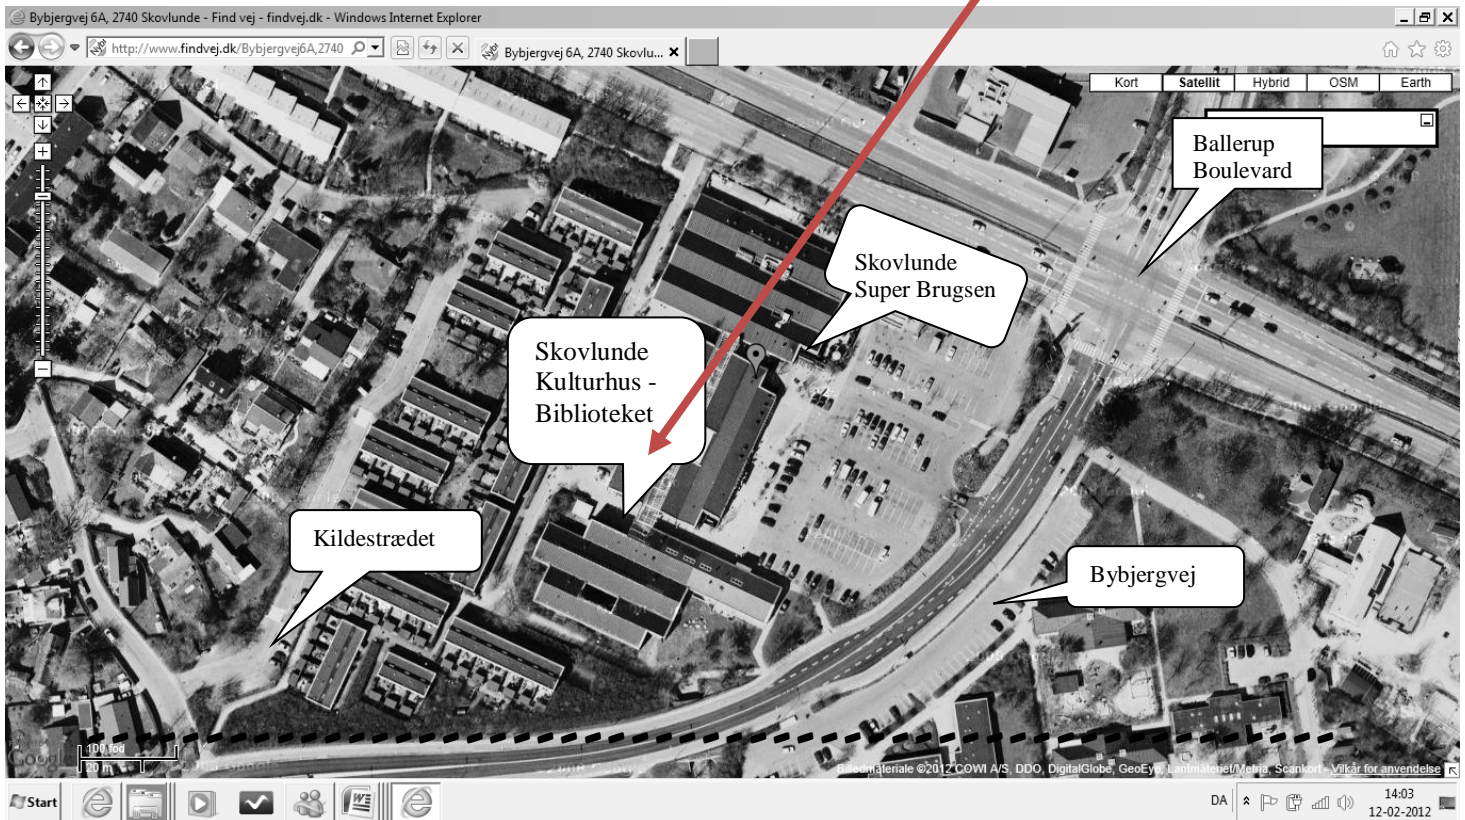 Bybjergvej 6A, 2740 Skovlunde - Find vej - findvej.dk - Windows Internet Explorer
http://www.findvej.dk/Bybjergvej6A,2740
Bybjergvej 6A, 2740 Skovlu...
Kort Satellit Hybrid OSM Earth
Ballerup
Boulevard
Skovlunde
Super Brugsen
Skovlunde
Kulturhus -
Biblioteket
Kildestrædet
Bybjergvej
100 fod
20 m
Billedmateriale ©2012 COWI A/S, DDO, DigitalGlobe, GeoEye, Lantmäteriet/Metria, Scankort - Vilkår for anvendelse
Start
DA
14:03
12-02-2012